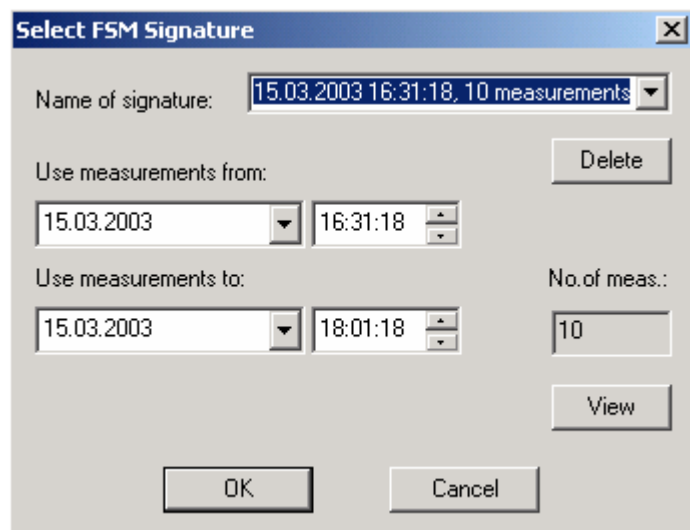 Select FSM Signature
Name of signature: 15.03.2003 16:31:18, 10 measurements
Delete
Use measurements from:
15.03.2003 16:31:18
Use measurements to: No.of meas.:
15.03.2003 18:01:18 10
View
OK Cancel